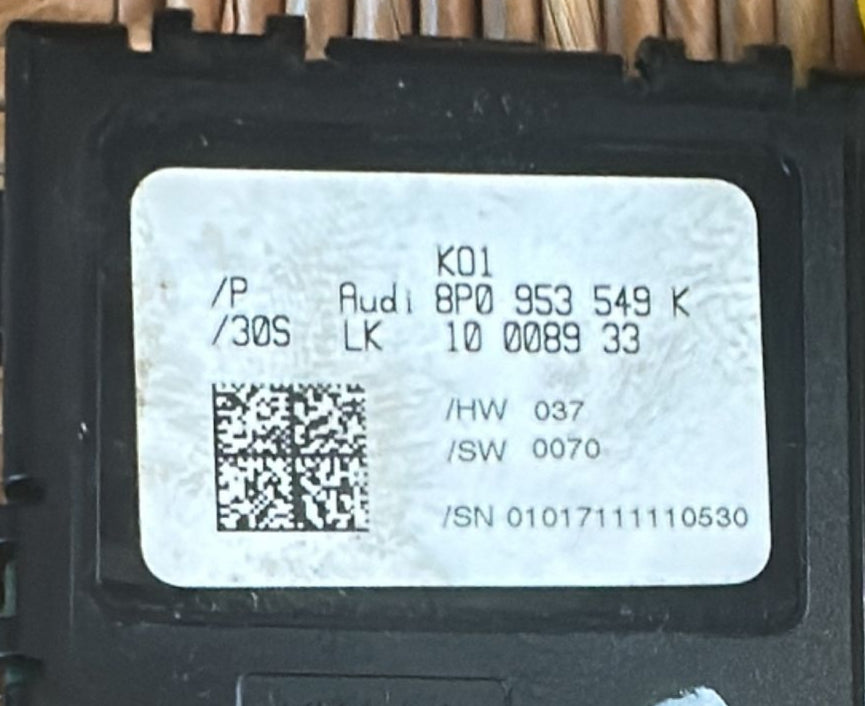 K01
/P Audi 8P0 953 549 K
/30S LK 10 0089 33
/HW 037
/SW 0070
/SN 01017111110530